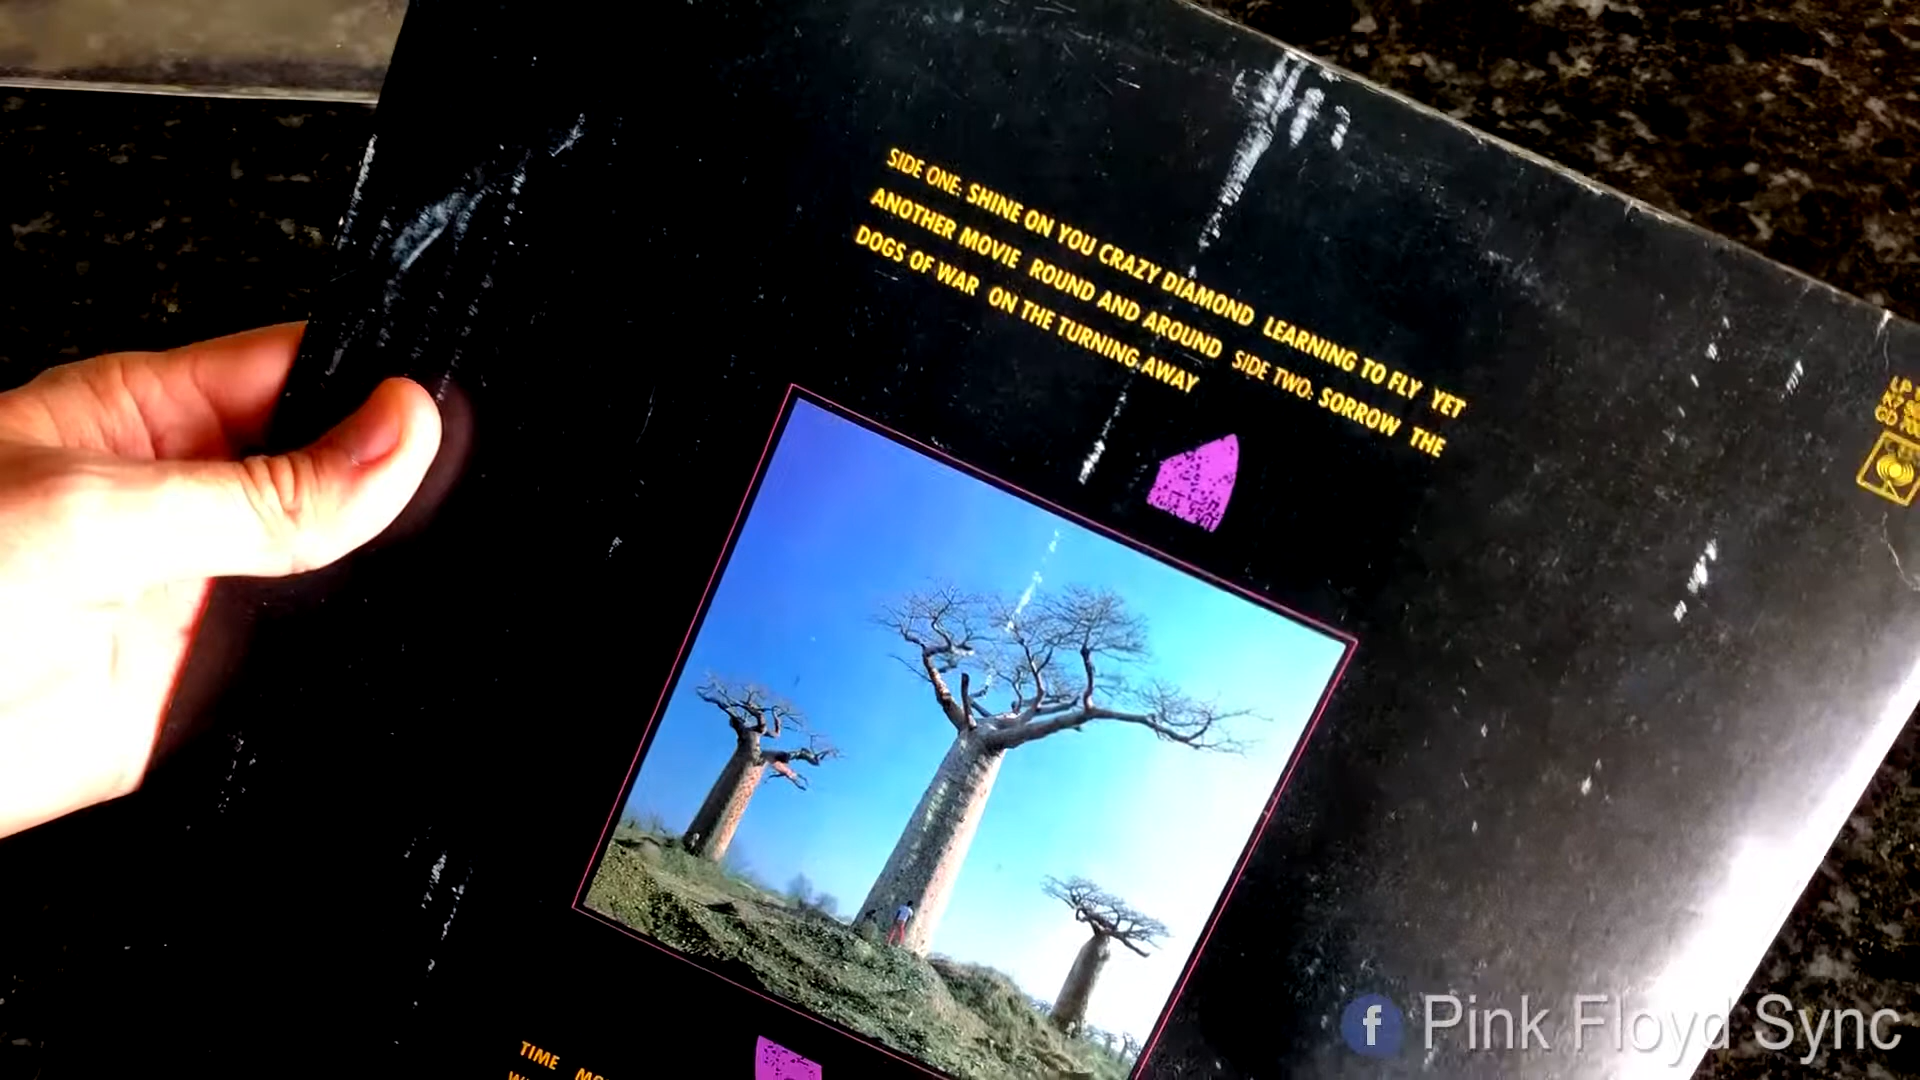 SIDE ONE: SHINE ON YOU CRAZY DIAMOND LEARNING TO FLY YET
ANOTHER MOVIE ROUND AND AROUND SIDE TWO: SORROW THE
DOGS OF WAR ON THE TURNING AWAY
LP
TIME
f Pink Floyd Sync